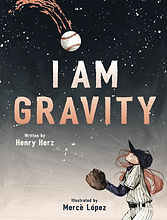 I AM
GRAVITY
Written by
Henry Herz
Illustrated by
Mercè López